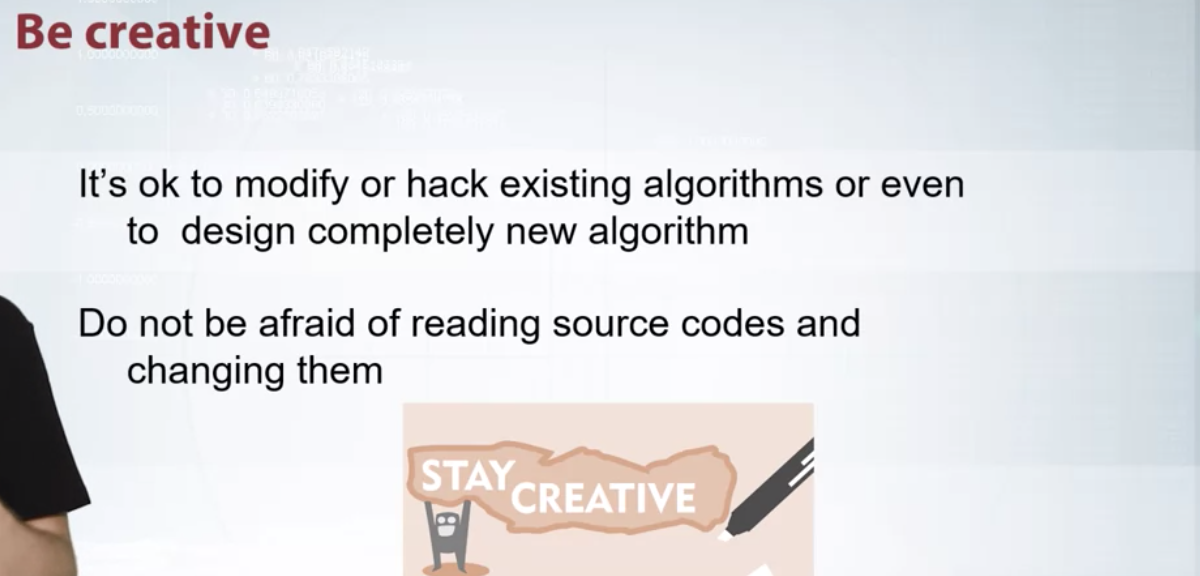 Be creative
It's ok to modify or hack existing algorithms or even
to design completely new algorithm
Do not be afraid of reading source codes and
changing them
STAY
CREATIVE